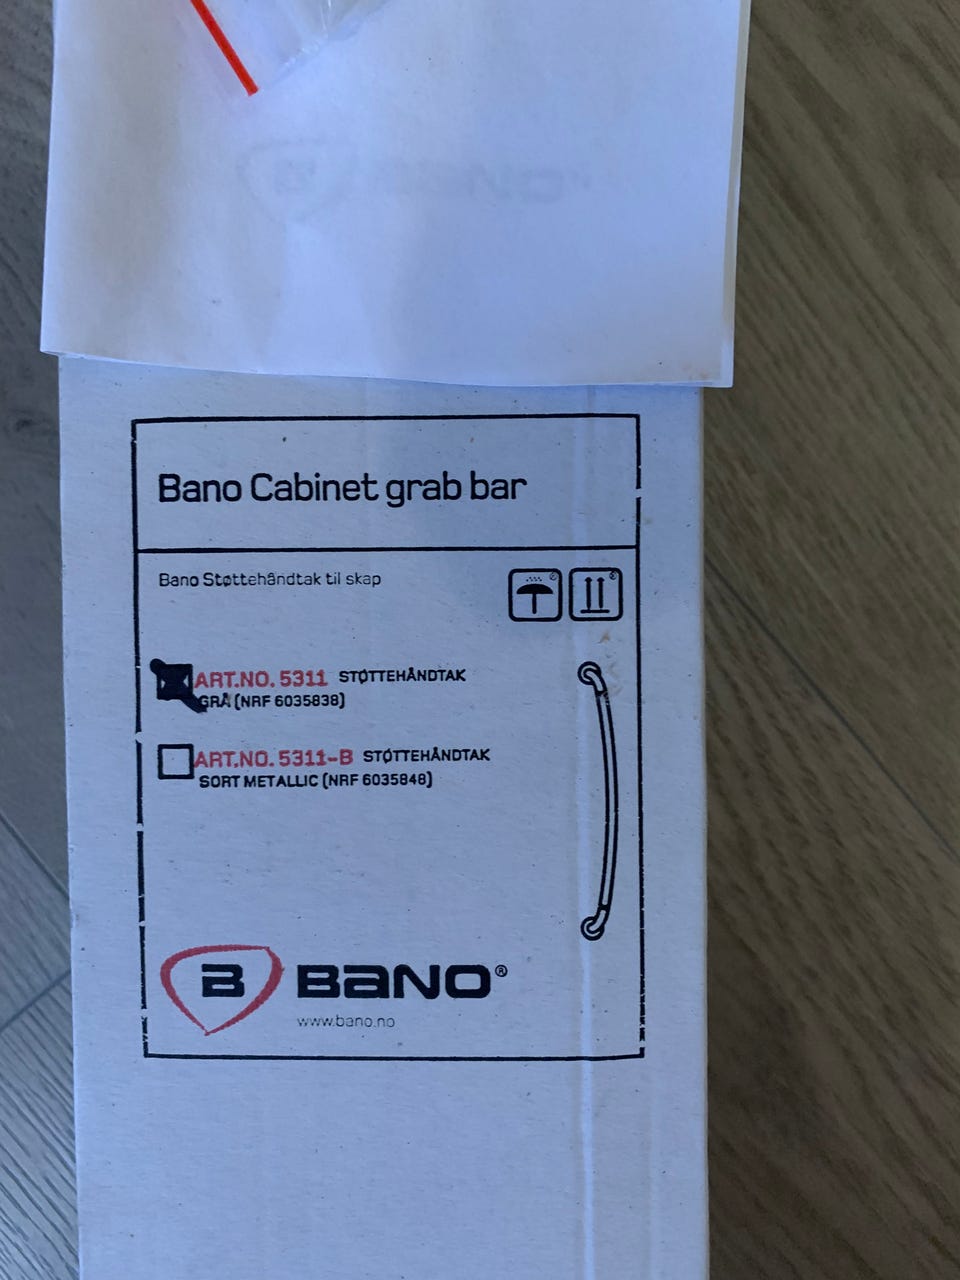 Bano Cabinet grab bar
Bano Støttehåndtak til skap
ART.NO. 5311 STØTTEHÅNDTAK
GRÅ (NRF 6035838)
ART.NO. 5311-B STØTTEHÅNDTAK
SORT METALLIC (NRF 6035848)
B BANO®
www.bano.no